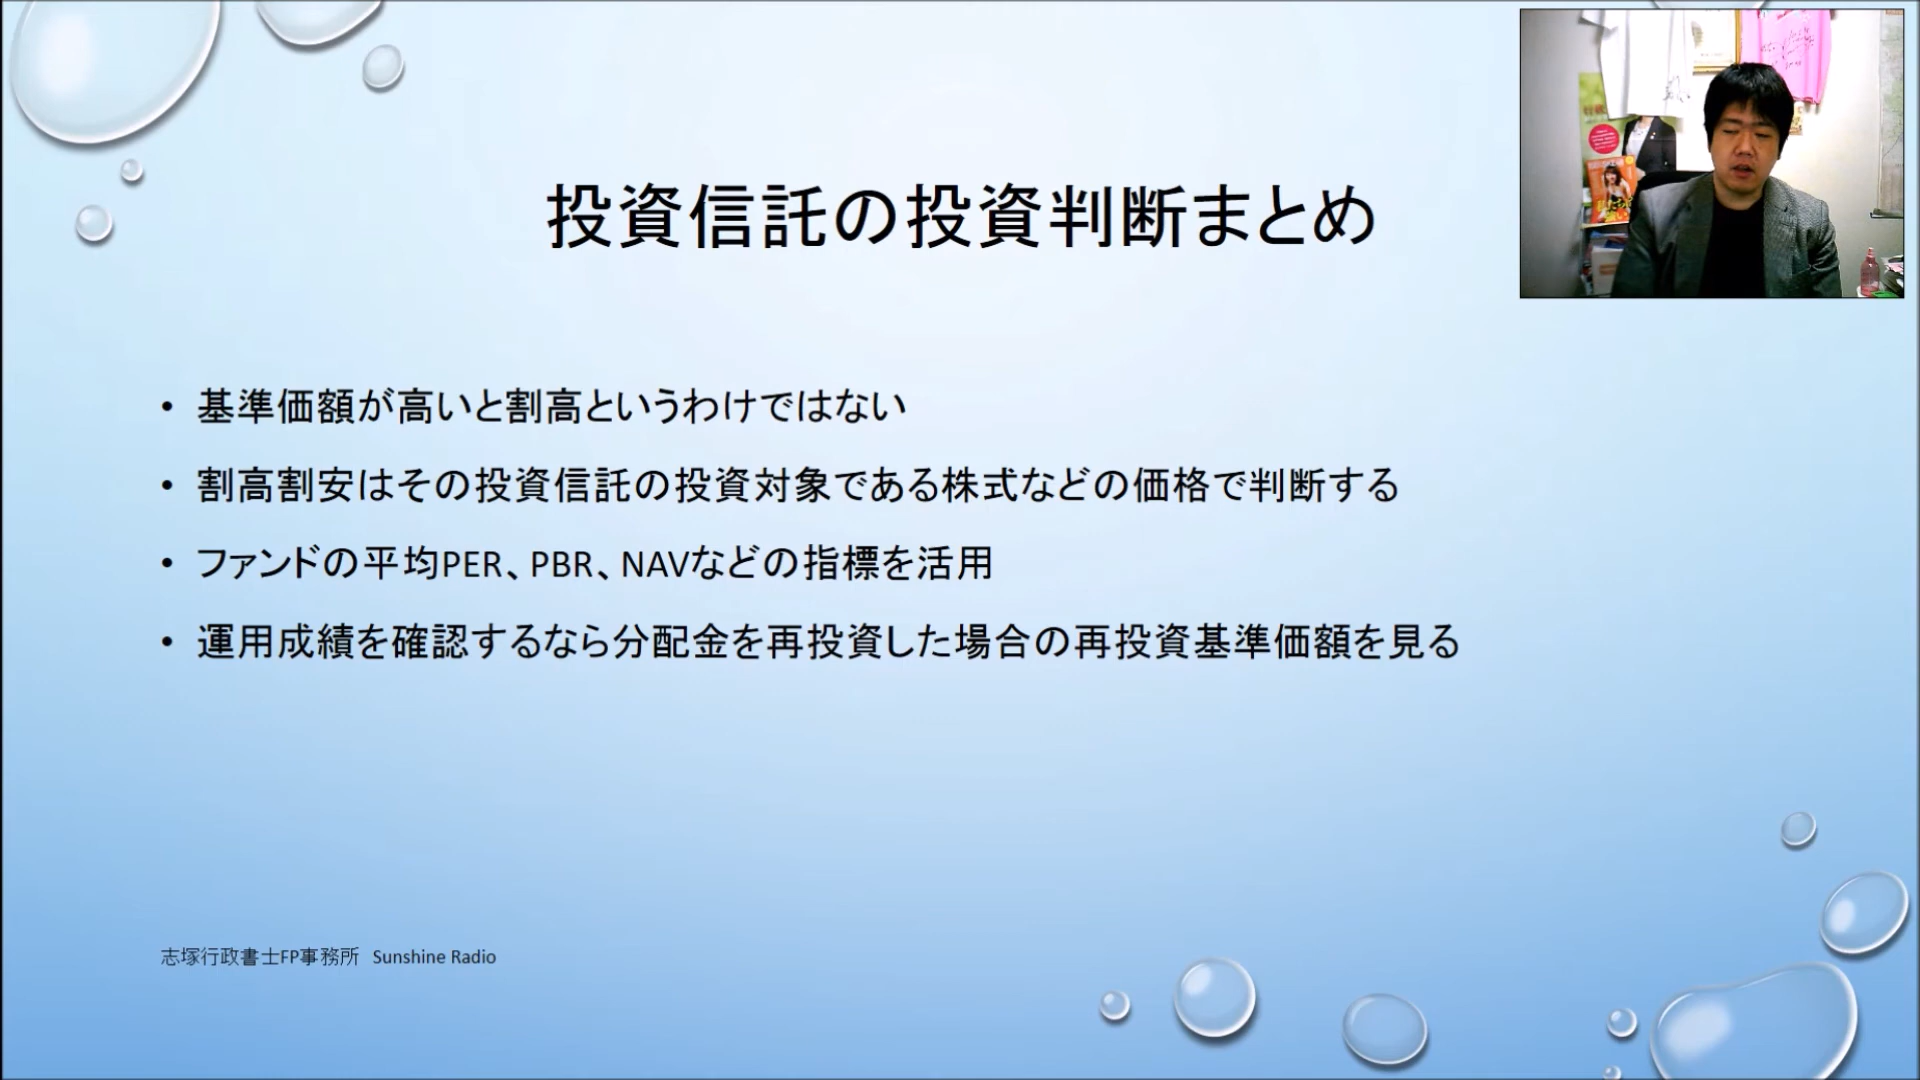 投資信託の投資判断まとめ
• 基準価額が高いと割高というわけではない
• 割高割安はその投資信託の投資対象である株式などの価格で判断する
• ファンドの平均PER、PBR、NAVなどの指標を活用
• 運用成績を確認するなら分配金を再投資した場合の再投資基準価額を見る
志塚行政書士FP事務所 Sunshine Radio